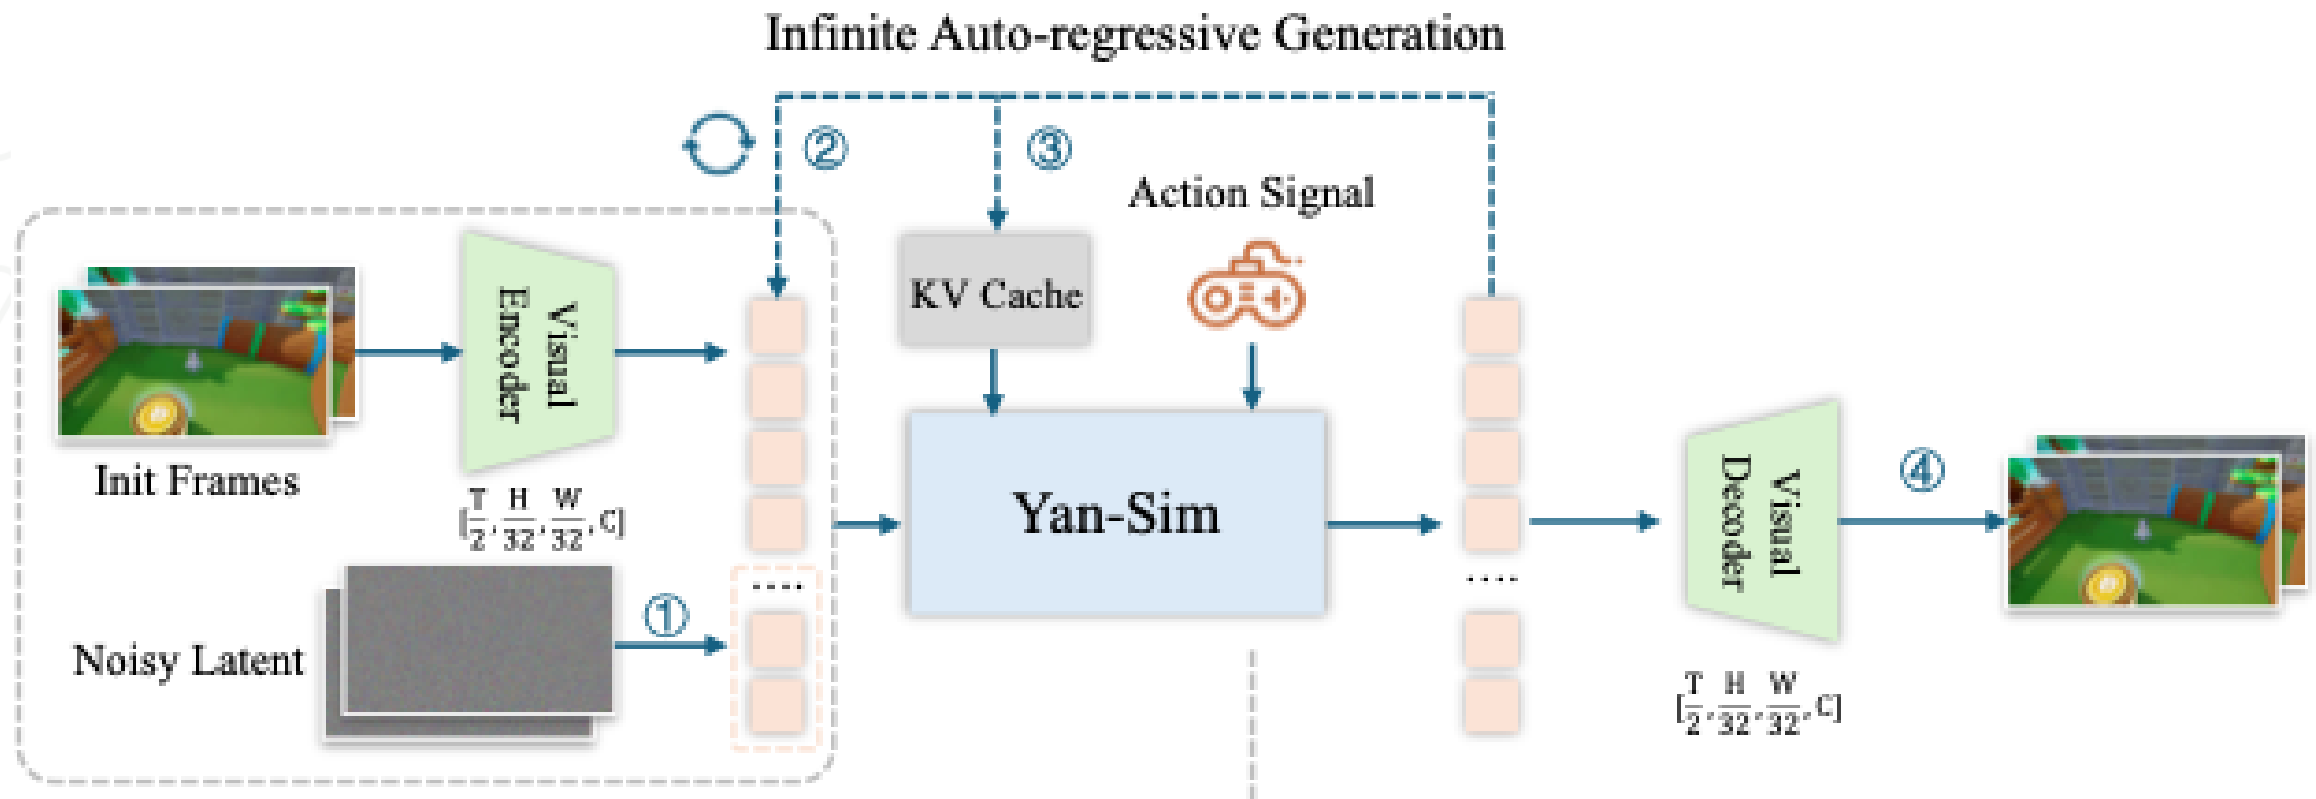 Infinite Auto-regressive Generation
②
③
Action Signal
KV Cache
Visual
Encoder
Init Frames
[T/2, H/32, W/32, C]
Yan-Sim
Visual
Decoder
④
①
Noisy Latent
....
....
[T/2, H/32, W/32, C]